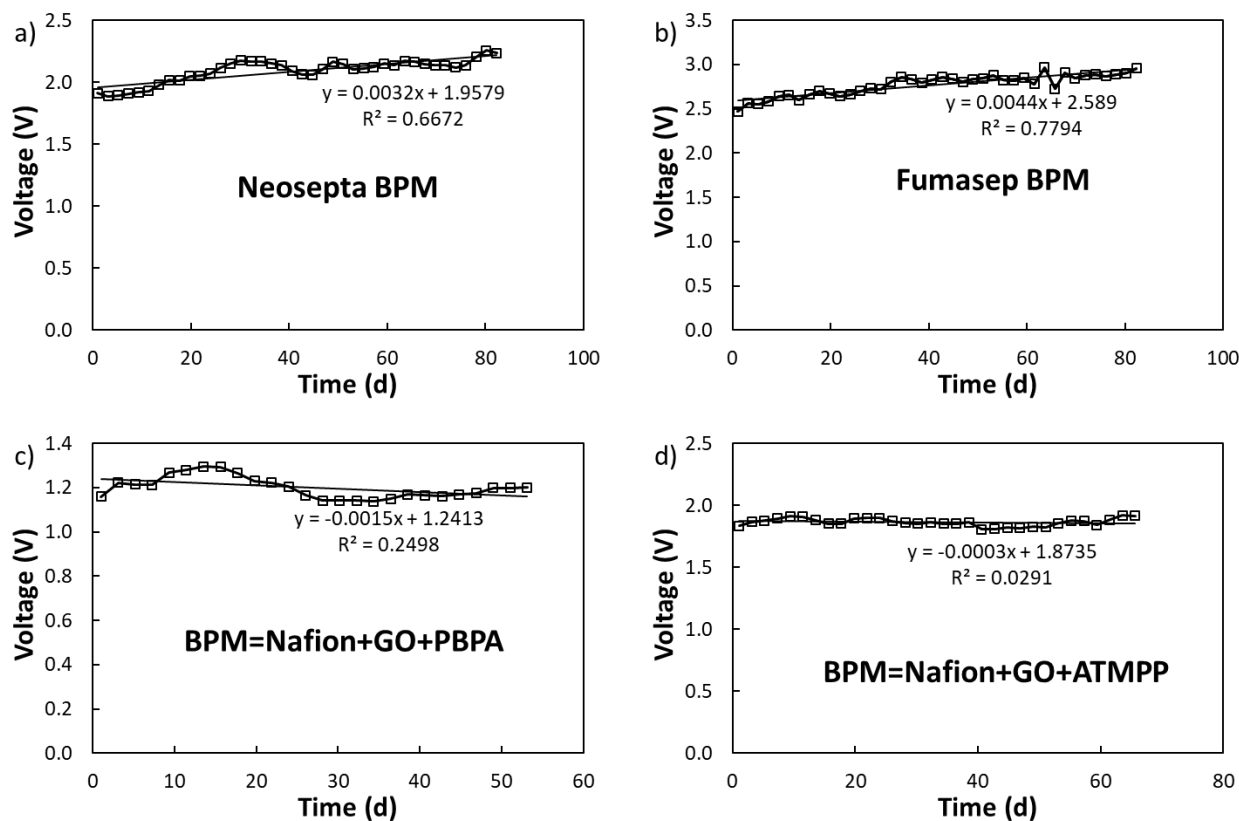 a)
2.5
2.0
1.5
1.0
0.5
0.0
Voltage (V)
y = 0.0032x + 1.9579
R² = 0.6672
Neosepta BPM
0 20 40 60 80 100
Time (d)
b)
3.5
3.0
2.5
2.0
1.5
1.0
0.5
0.0
Voltage (V)
y = 0.0044x + 2.589
R² = 0.7794
Fumasep BPM
0 20 40 60 80 100
Time (d)
c)
1.4
1.2
1.0
0.8
0.6
0.4
0.2
0.0
Voltage (V)
y = -0.0015x + 1.2413
R² = 0.2498
BPM=Nafion+GO+PBPA
0 10 20 30 40 50 60
Time (d)
d)
2.5
2.0
1.5
1.0
0.5
0.0
Voltage (V)
y = -0.0003x + 1.8735
R² = 0.0291
BPM=Nafion+GO+ATMPP
0 20 40 60 80
Time (d)